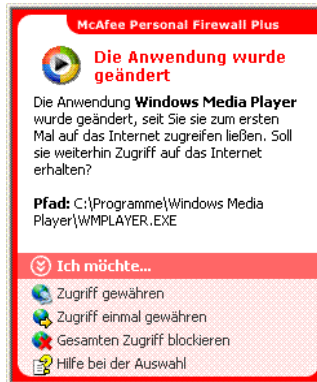 McAfee Personal Firewall Plus
Die Anwendung wurde
geändert
Die Anwendung Windows Media Player
wurde geändert, seit Sie sie zum ersten
Mal auf das Internet zugreifen ließen. Soll
sie weiterhin Zugriff auf das Internet
erhalten?
Pfad: C:\Programme\Windows Media
Player\WMPLAYER.EXE
Ich möchte...
Zugriff gewähren
Zugriff einmal gewähren
Gesamten Zugriff blockieren
Hilfe bei der Auswahl